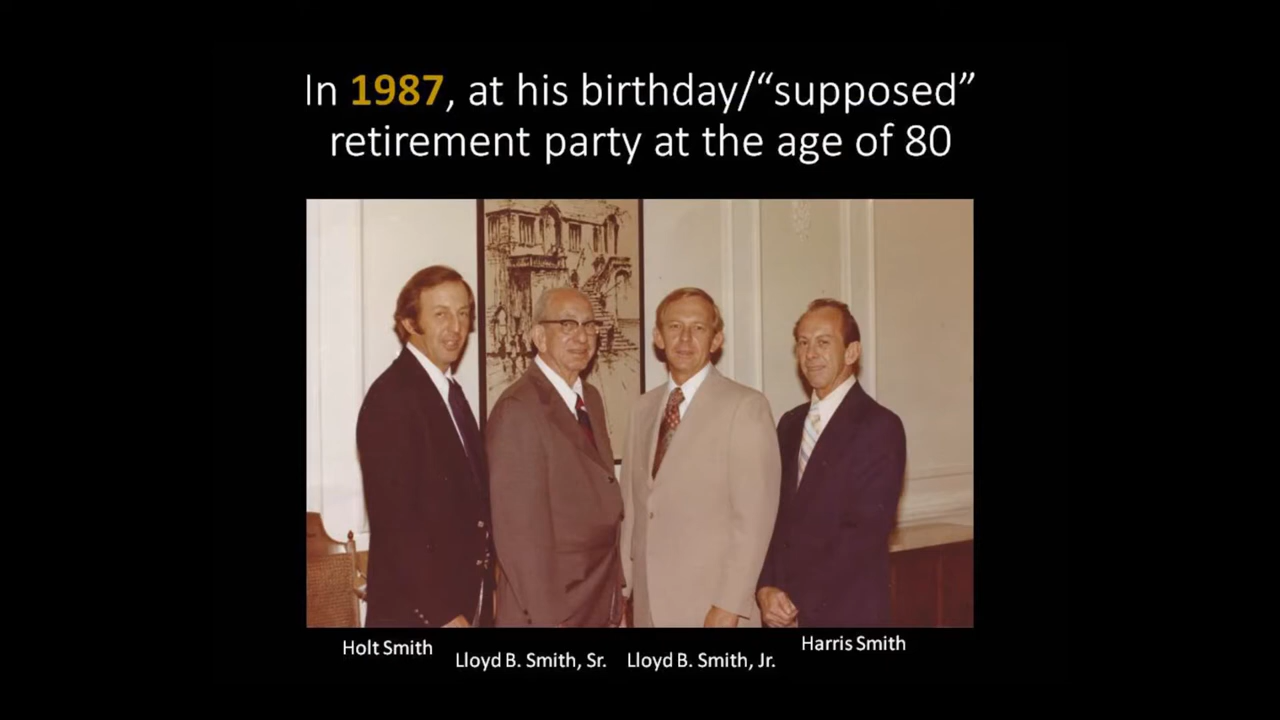 In 1987, at his birthday/“supposed”
retirement party at the age of 80
Holt Smith
Lloyd B. Smith, Sr.
Lloyd B. Smith, Jr.
Harris Smith